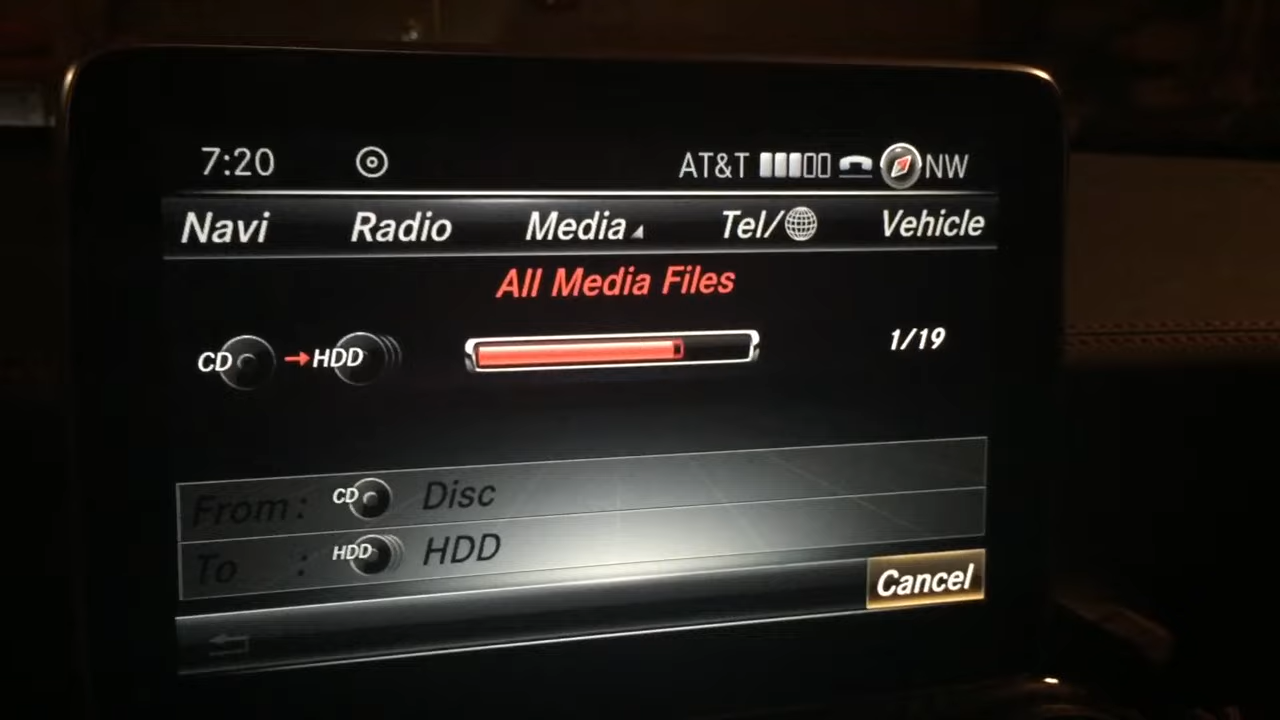 7:20 AT&T NW
Navi Radio Media Tel/ Vehicle
All Media Files
CD HDD 1/19
From: CD Disc
To : HDD HDD
Cancel